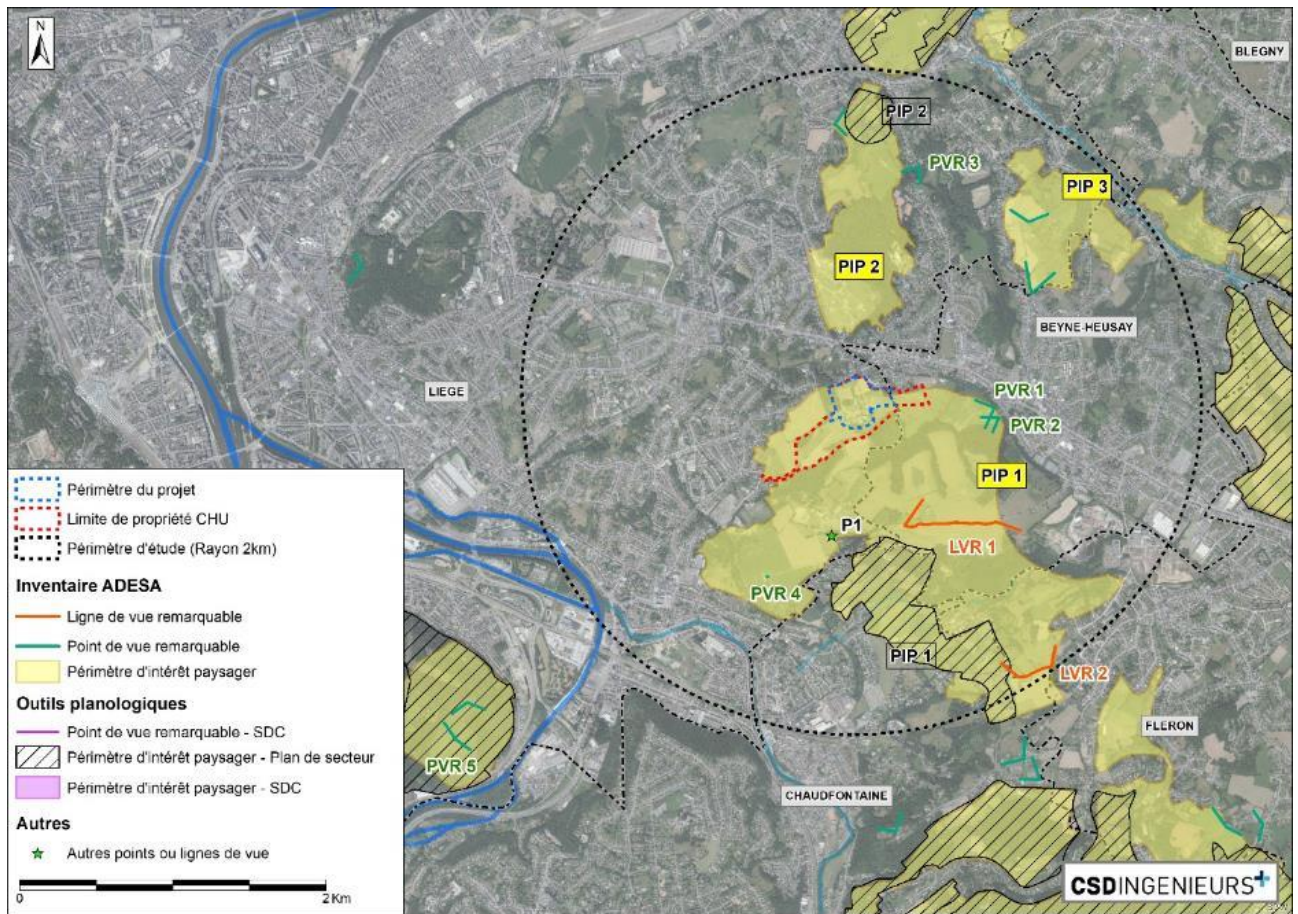 N
BLEGNY
PIP 2
PVR 3
PIP 3
PIP 2
BEYNE-HEUSAY
LIEGE
PVR 1
PVR 2
PIP 1
P1
LVR 1
PVR 4
PIP 1
LVR 2
FLERON
PVR 5
CHAUDFONTAINE
Périmètre du projet
Limite de propriété CHU
Périmètre d'étude (Rayon 2km)
Inventaire ADESA
Ligne de vue remarquable
Point de vue remarquable
Périmètre d'intérêt paysager
Outils planologiques
Point de vue remarquable - SDC
Périmètre d'intérêt paysager - Plan de secteur
Périmètre d'intérêt paysager - SDC
Autres
Autres points ou lignes de vue
0 2 Km
CSDINGENIEURS+